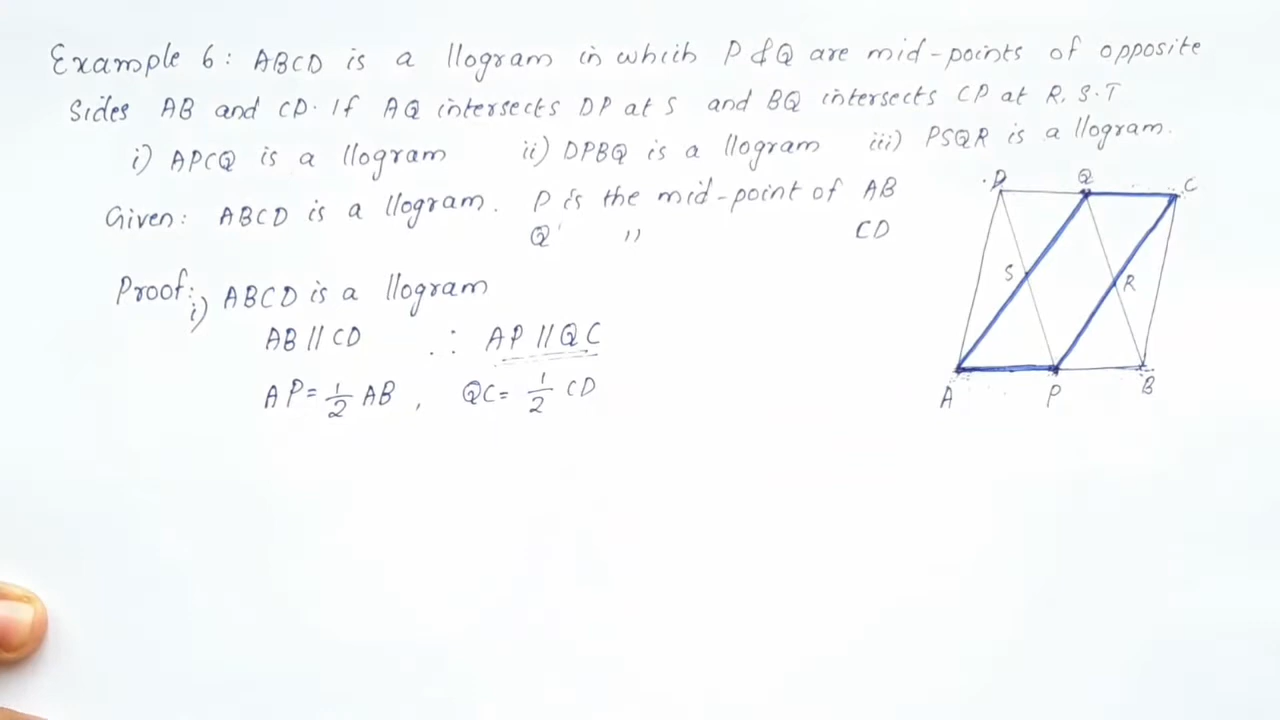 Example 6: ABCD is a llogram in which P & Q are mid-points of opposite
sides AB and CD. If AQ intersects DP at S and BQ intersects CP at R. S.T
i) APCQ is a llogram ii) DPBQ is a llogram iii) PSQR is a llogram.
Given: ABCD is a llogram. P is the mid-point of AB
Q " CD
Proof: i) ABCD is a llogram
AB // CD ∴ AP // QC
AP = 1/2 AB , QC = 1/2 CD
D Q C
S R
A P B